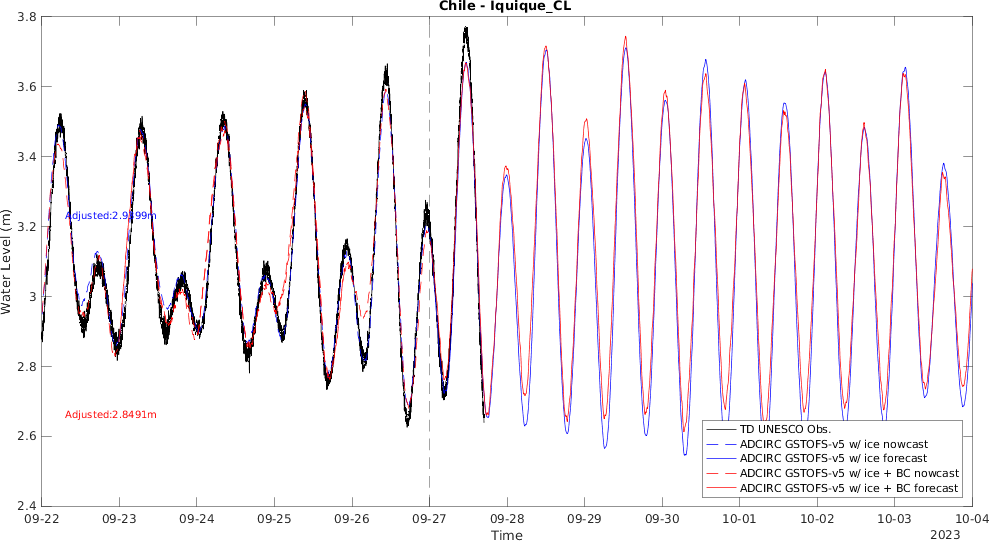 Chile - Iquique_CL
3.8
3.6
3.4
3.2
3
2.8
2.6
2.4
Water Level (m)
Adjusted:2.9399m
Adjusted:2.8491m
TD UNESCO Obs.
ADCIRC GSTOFS-v5 w/ ice nowcast
ADCIRC GSTOFS-v5 w/ ice forecast
ADCIRC GSTOFS-v5 w/ ice + BC nowcast
ADCIRC GSTOFS-v5 w/ ice + BC forecast
09-22 09-23 09-24 09-25 09-26 09-27 09-28 09-29 09-30 10-01 10-02 10-03 10-04
Time
2023